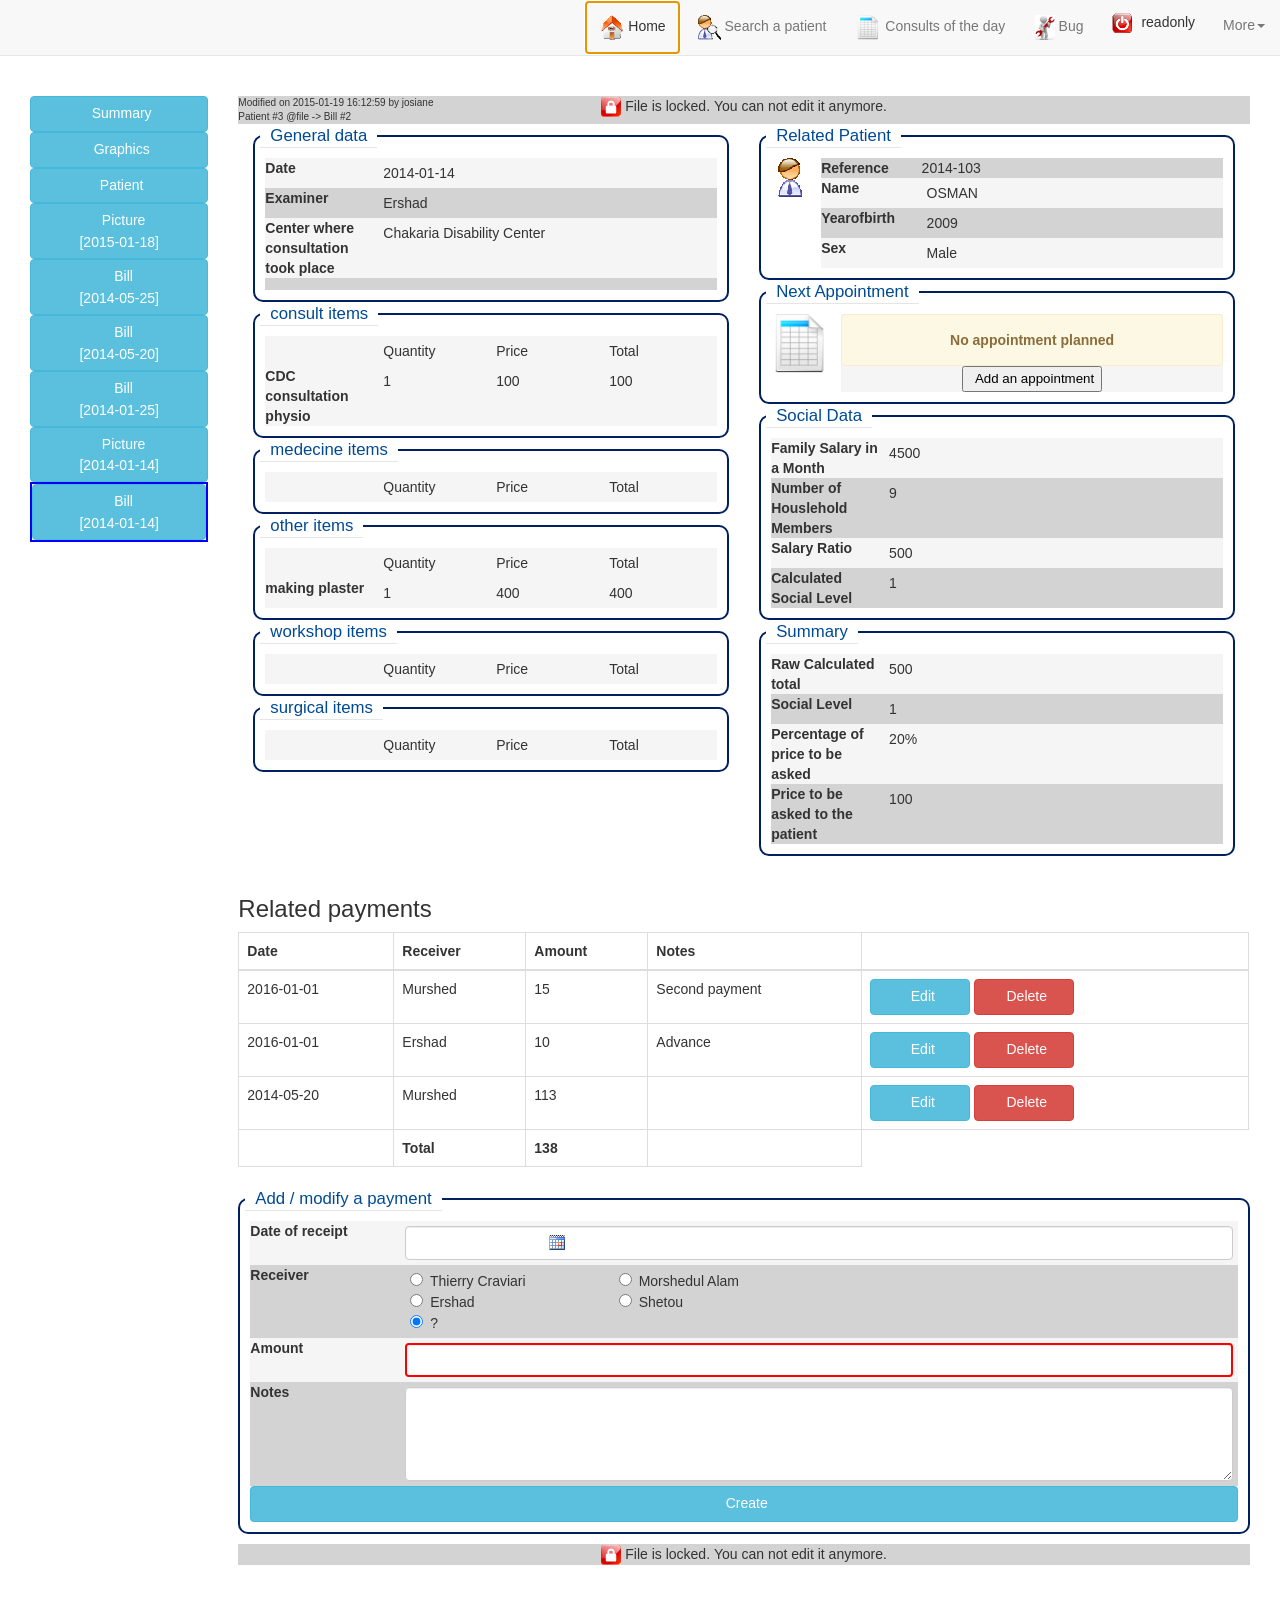 Home Search a patient Consults of the day Bug readonly More
Summary
Graphics
Patient
Picture
[2015-01-18]
Bill
[2014-05-25]
Bill
[2014-05-20]
Bill
[2014-01-25]
Picture
[2014-01-14]
Bill
[2014-01-14]
Modified on 2015-01-19 16:12:59 by josiane
Patient #3 @file -> Bill #2
File is locked. You can not edit it anymore.
General data
Date 2014-01-14
Examiner Ershad
Center where Chakaria Disability Center
consultation
took place
consult items
Quantity Price Total
CDC 1 100 100
consultation
physio
medecine items
Quantity Price Total
other items
Quantity Price Total
making plaster 1 400 400
workshop items
Quantity Price Total
surgical items
Quantity Price Total
Related Patient
Reference 2014-103
Name OSMAN
Yearofbirth 2009
Sex Male
Next Appointment
No appointment planned
Add an appointment
Social Data
Family Salary in 4500
a Month
Number of 9
Houslehold
Members
Salary Ratio 500
Calculated 1
Social Level
Summary
Raw Calculated 500
total
Social Level 1
Percentage of 20%
price to be
asked
Price to be 100
asked to the
patient
Related payments
Date Receiver Amount Notes
2016-01-01 Murshed 15 Second payment Edit Delete
2016-01-01 Ershad 10 Advance Edit Delete
2014-05-20 Murshed 113 Edit Delete
Total 138
Add / modify a payment
Date of receipt
Receiver Thierry Craviari Morshedul Alam
Ershad Shetou
?
Amount
Notes
Create
File is locked. You can not edit it anymore.